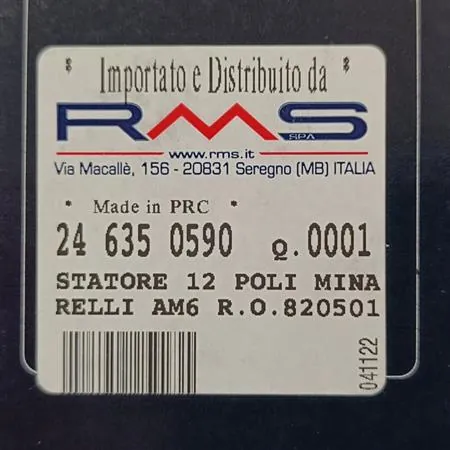 * Importato e Distribuito da *
RMS
SPA
www.rms.it
Via Macallè, 156 - 20831 Seregno (MB) ITALIA
* Made in PRC *
24 635 0590 Q.0001
STATORE 12 POLI MINA
RELLI AM6 R.O.820501
041122